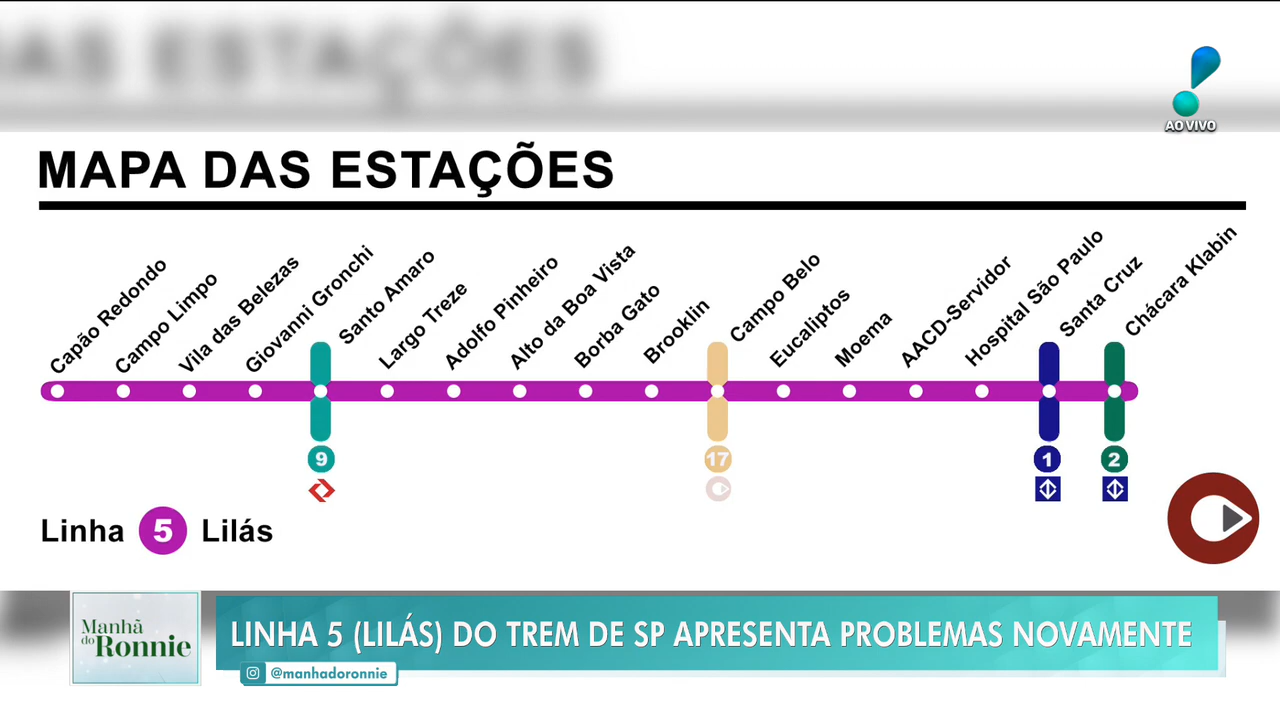 AS ESTAÇÕES
AO VIVO
MAPA DAS ESTAÇÕES
Capão Redondo
Campo Limpo
Vila das Belezas
Giovanni Gronchi
Santo Amaro
Largo Treze
Adolfo Pinheiro
Alto da Boa Vista
Borba Gato
Brooklin
Campo Belo
Eucaliptos
Moema
AACD-Servidor
Hospital São Paulo
Santa Cruz
Chácara Klabin
9
17
1
2
Linha 5 Lilás
Manhã
do Ronnie
LINHA 5 (LILÁS) DO TREM DE SP APRESENTA PROBLEMAS NOVAMENTE
@manhadoronnie